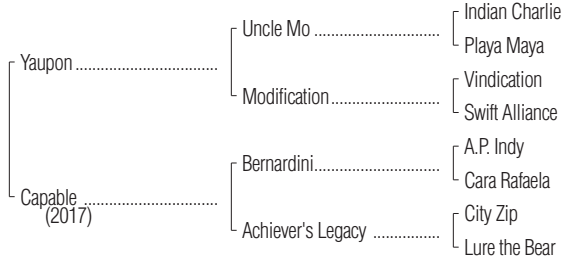 Indian Charlie
Uncle Mo ................................
Playa Maya
Yaupon ....................................
Vindication
Modification............................
Swift Alliance
A.P. Indy
Bernardini................................
Cara Rafaela
Capable ..................................
(2017)
City Zip
Achiever's Legacy .................
Lure the Bear